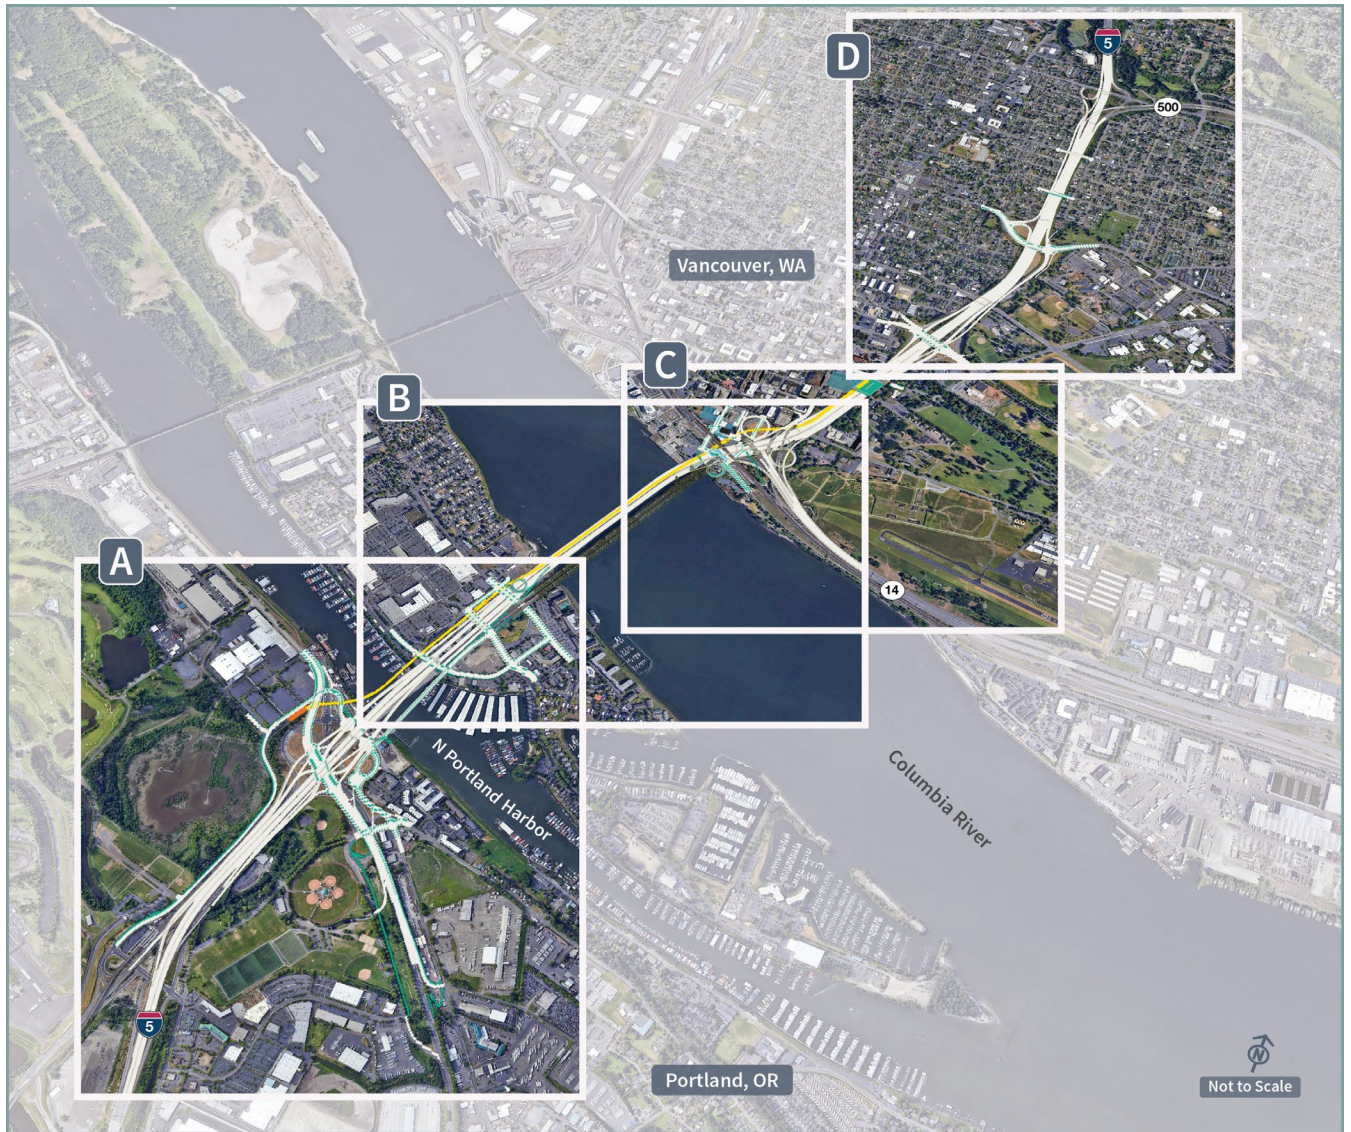 D
5
500
Vancouver, WA
C
B
A
14
N Portland Harbor
Columbia River
5
N
Portland, OR
Not to Scale